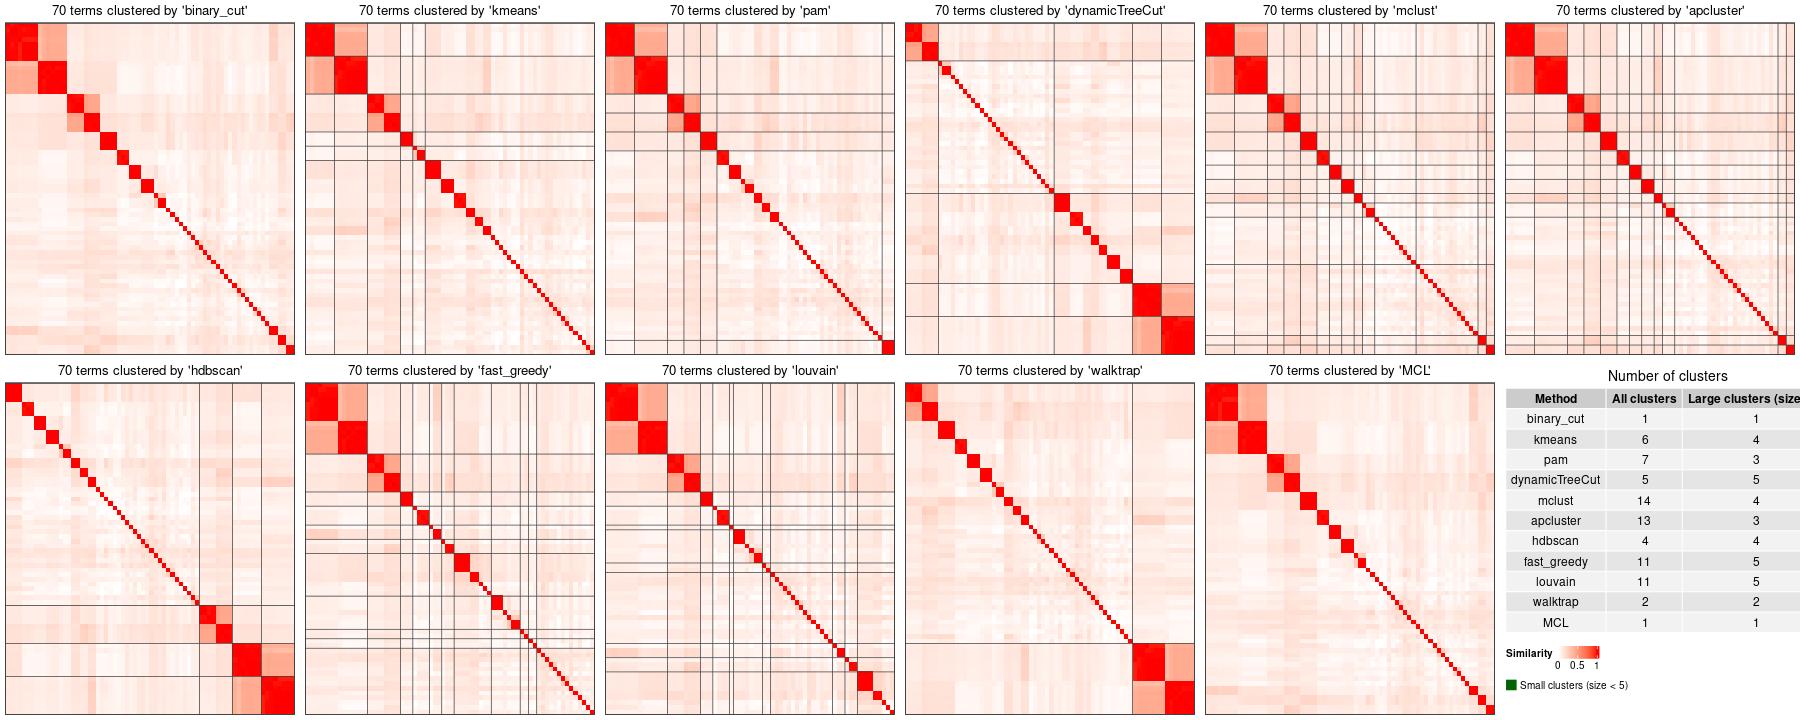 70 terms clustered by 'binary_cut'
70 terms clustered by 'kmeans'
70 terms clustered by 'pam'
70 terms clustered by 'dynamicTreeCut'
70 terms clustered by 'mclust'
70 terms clustered by 'apcluster'
70 terms clustered by 'hdbscan'
70 terms clustered by 'fast_greedy'
70 terms clustered by 'louvain'
70 terms clustered by 'walktrap'
70 terms clustered by 'MCL'
Number of clusters
Method All clusters Large clusters (size
binary_cut 1 1
kmeans 6 4
pam 7 3
dynamicTreeCut 5 5
mclust 14 4
apcluster 13 3
hdbscan 4 4
fast_greedy 11 5
louvain 11 5
walktrap 2 2
MCL 1 1
Similarity
0 0.5 1
Small clusters (size < 5)